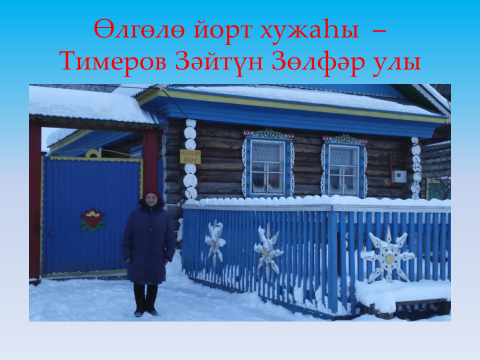 Өлгөлө йорт хужаһы –
Тимеров Зәйтүн Зөлфәр улы